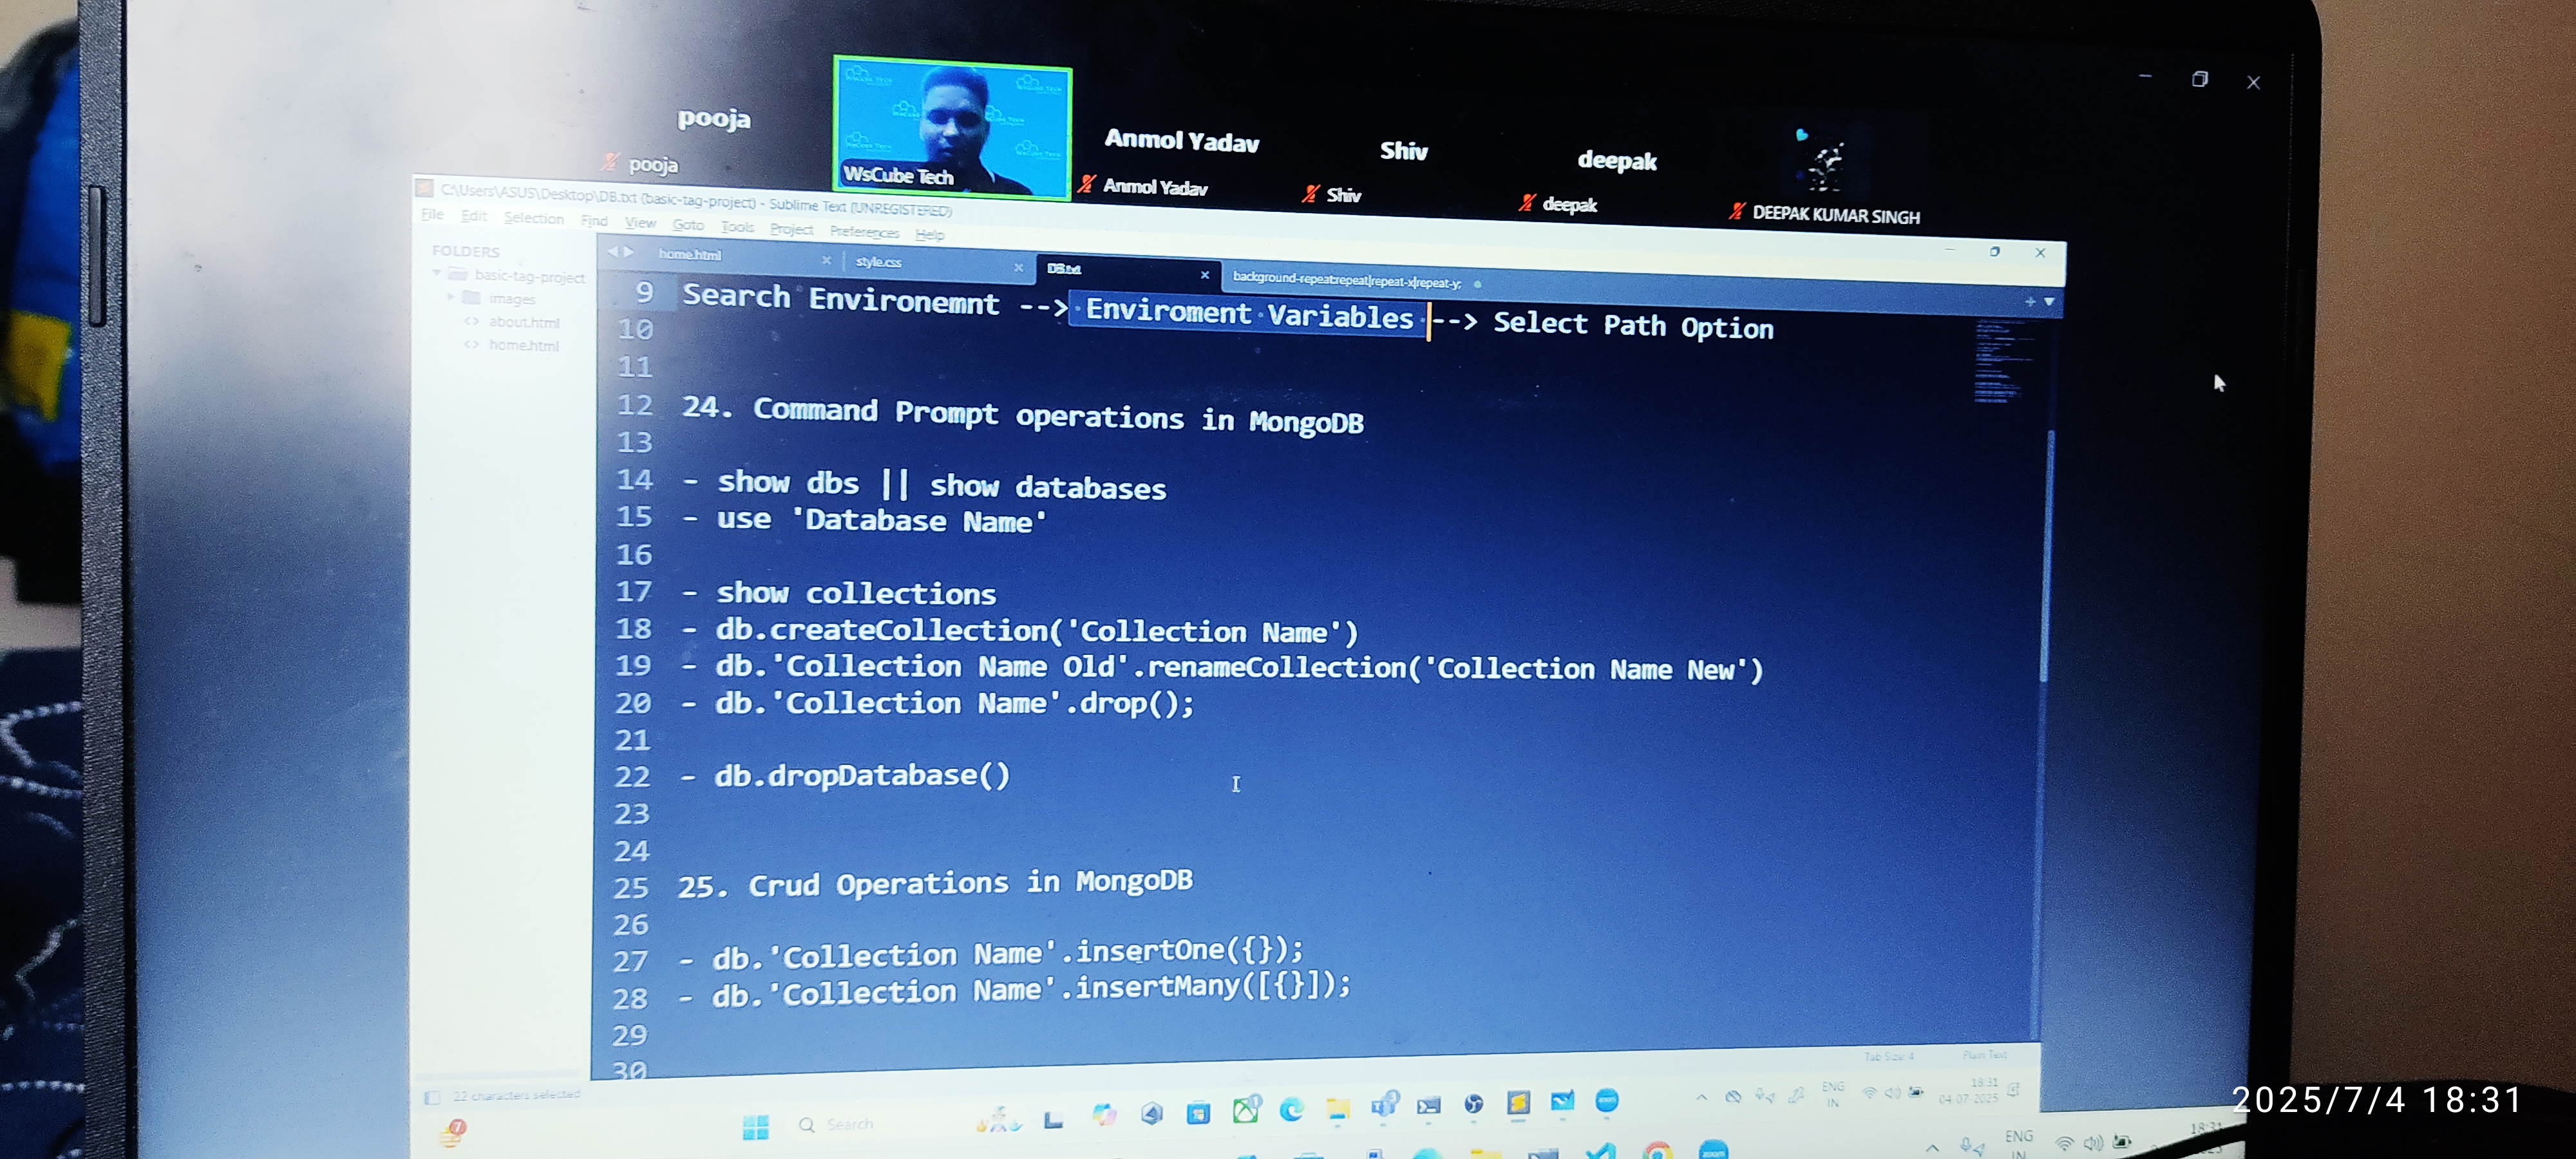 pooja
Anmol Yadav
Shiv
deepak
pooja
WsCube Tech
Anmol Yadav
Shiv
deepak
DEEPAK KUMAR SINGH
C:\Users\ASUS\Desktop\DB.txt (basic-tag-project) - Sublime Text (UNREGISTERED)
File Edit Selection Find View Goto Tools Project Preferences Help
FOLDERS
basic-tag-project
images
about.html
home.html
home.html
style.css
DB.txt
background-repeat:repeat|repeat-x|repeat-y;
9 Search Environemnt --> Enviroment Variables --> Select Path Option
10
11
12 24. Command Prompt operations in MongoDB
13
14 - show dbs || show databases
15 - use 'Database Name'
16
17 - show collections
18 - db.createCollection('Collection Name')
19 - db.'Collection Name Old'.renameCollection('Collection Name New')
20 - db.'Collection Name'.drop();
21
22 - db.dropDatabase()
23
24
25 25. Crud Operations in MongoDB
26
27 - db.'Collection Name'.insertOne({});
28 - db.'Collection Name'.insertMany([{}]);
29
30
22 characters selected
Tab Size: 4
Plain Text
7
Search
ENG
IN
18:31
04-07-2025
ENG
IN
18:31
zoom
2025/7/4 18:31